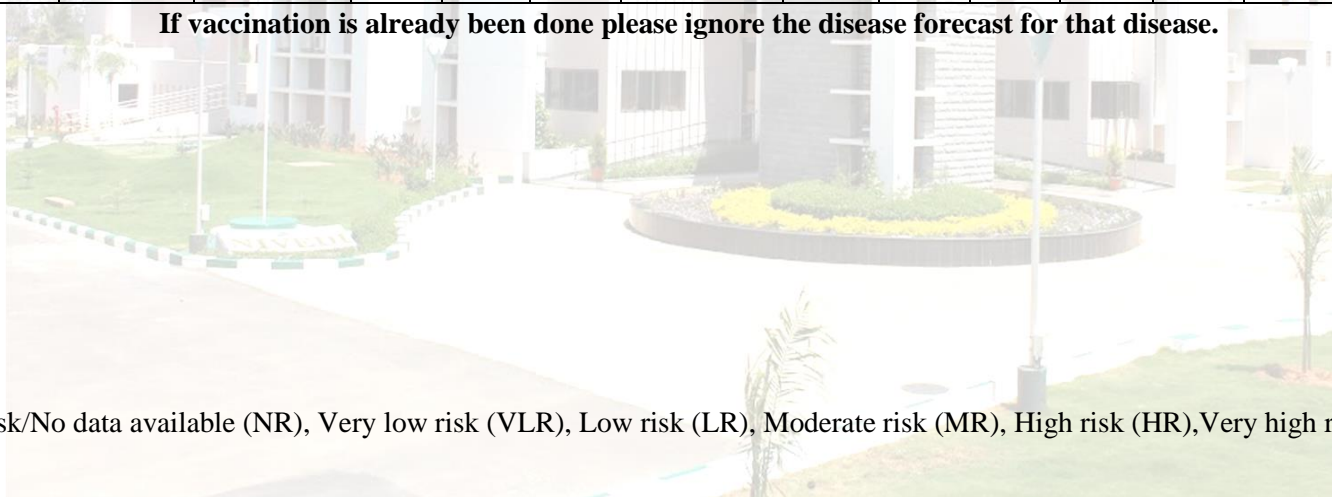 If vaccination is already been done please ignore the disease forecast for that disease.
NIVEDI
sk/No data available (NR), Very low risk (VLR), Low risk (LR), Moderate risk (MR), High risk (HR),Very high r